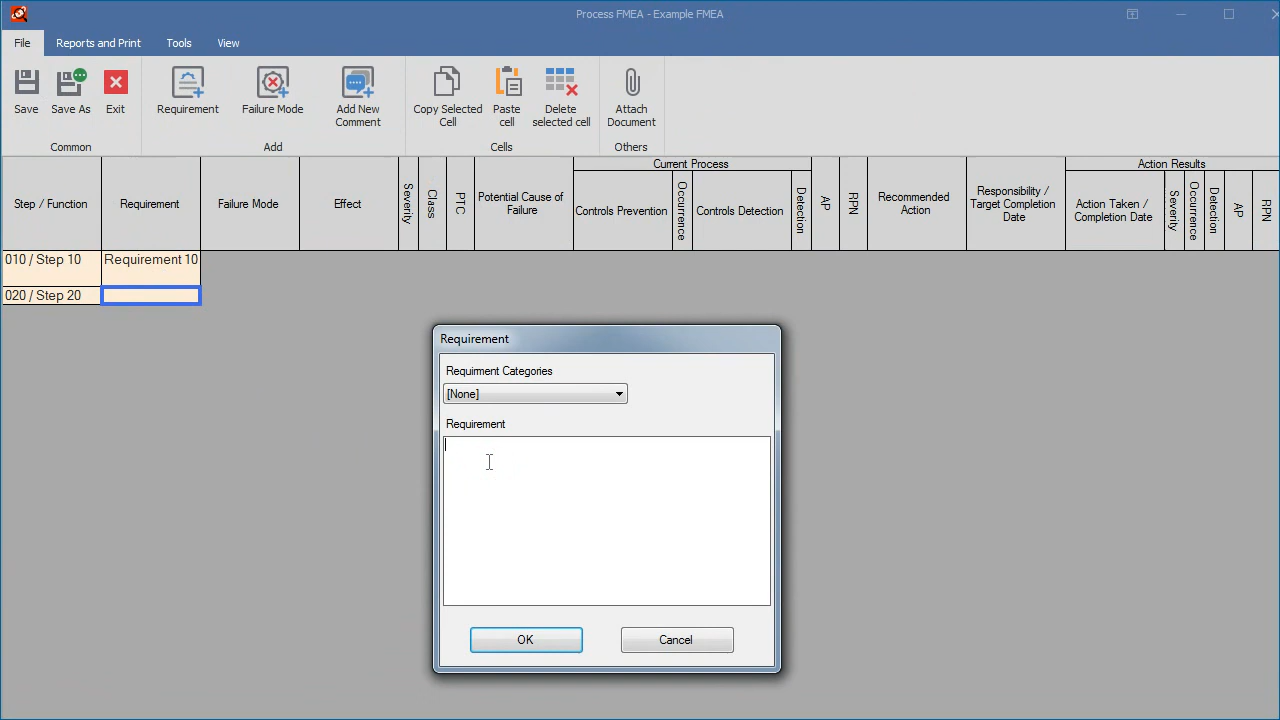 Process FMEA - Example FMEA
File
Reports and Print
Tools
View
Save
Save As
Exit
Requirement
Failure Mode
Add New
Comment
Copy Selected
Cell
Paste
cell
Delete
selected cell
Attach
Document
Common
Add
Cells
Others
Step / Function
Requirement
Failure Mode
Effect
Severity
Class
PTC
Potential Cause of
Failure
Current Process
Controls Prevention
Occurrence
Controls Detection
Detection
AP
RPN
Recommended
Action
Responsibility /
Target Completion
Date
Action Results
Action Taken /
Completion Date
Severity
Occurrence
Detection
AP
RPN
010 / Step 10
Requirement 10
020 / Step 20
Requirement
Requirment Categories
[None]
Requirement
OK
Cancel